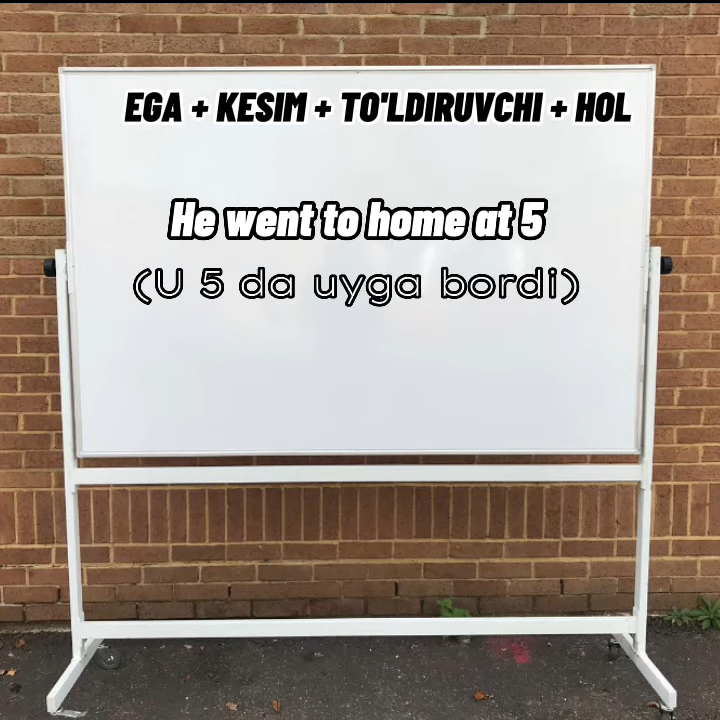 EGA + KESIM + TO'LDIRUVCHI + HOL
He went to home at 5
(U 5 da uyga bordi)